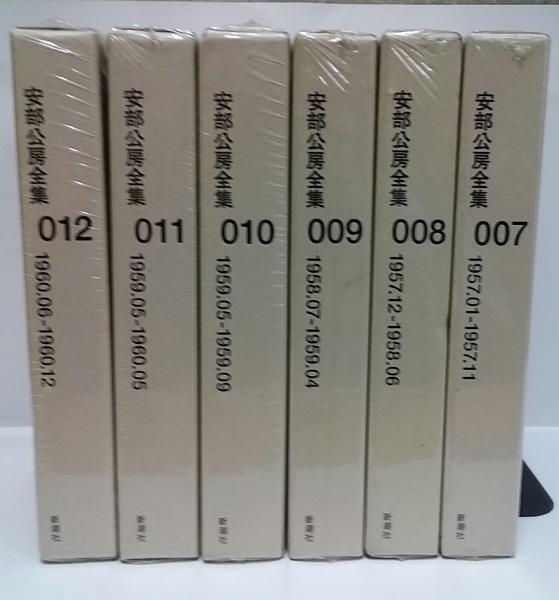 安部公房全集
012
1960.06-1960.12
新潮社
安部公房全集
011
1959.05-1960.05
新潮社
安部公房全集
010
1959.05-1959.09
新潮社
安部公房全集
009
1958.07-1959.04
新潮社
安部公房全集
008
1957.12-1958.06
新潮社
安部公房全集
007
1957.01-1957.11
新潮社